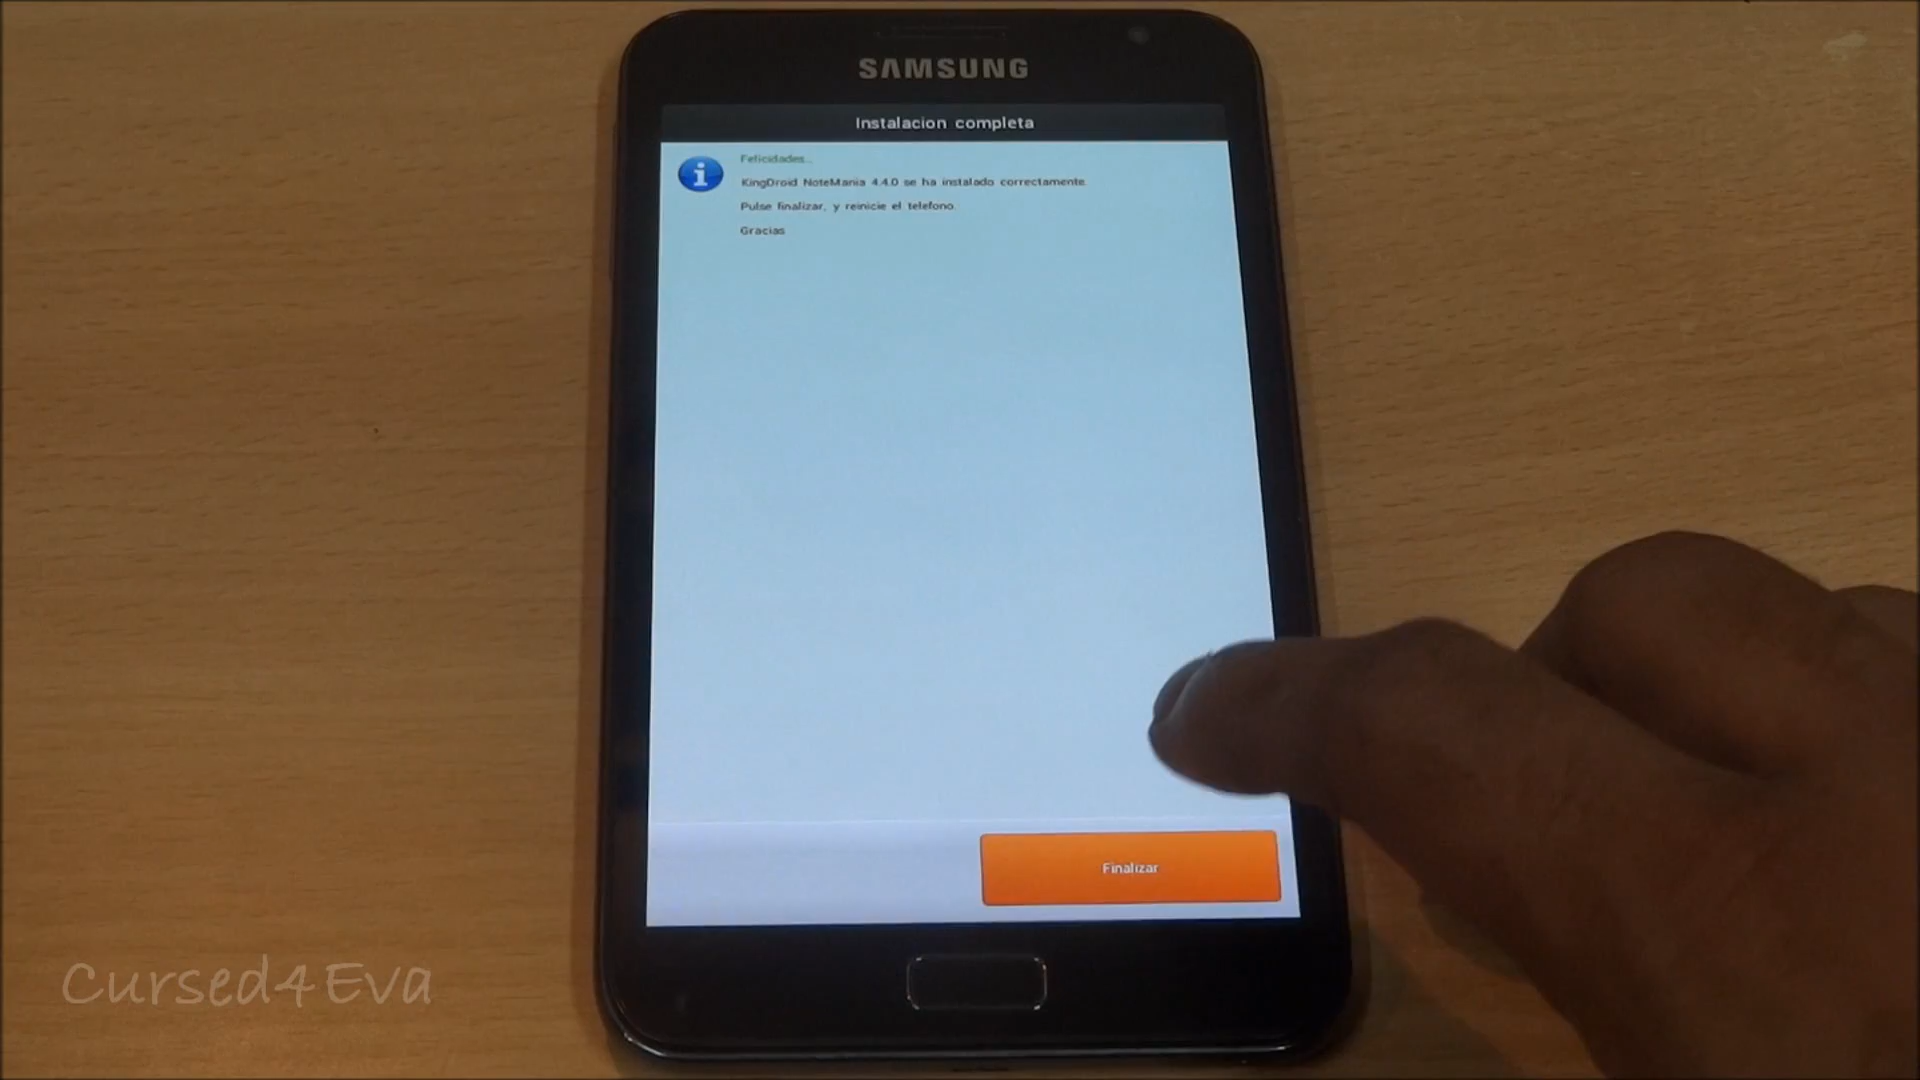 SAMSUNG
Instalacion completa
Felicidades...
KingDroid NoteMania 4.4.0 se ha instalado correctamente.
Pulse finalizar, y reinicie el telefono.
Gracias
Finalizar
Cursed4Eva